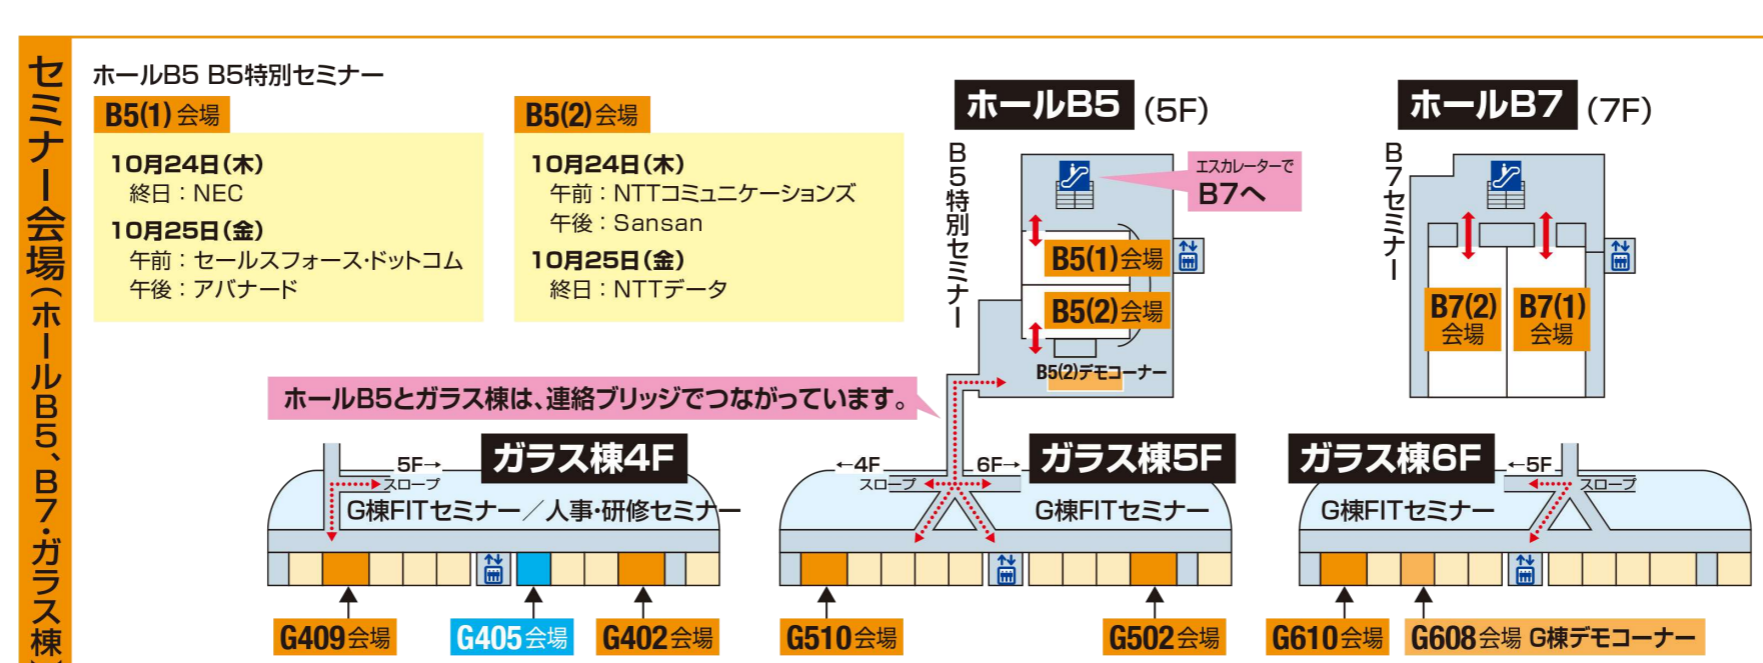 セミナー会場(ホールB5、B7・ガラス棟)
ホールB5 B5特別セミナー
B5(1)会場
10月24日(木)
終日:NEC
10月25日(金)
午前:セールスフォース・ドットコム
午後:アバナード
B5(2)会場
10月24日(木)
午前:NTTコミュニケーションズ
午後:Sansan
10月25日(金)
終日:NTTデータ
ホールB5(5F)
B5特別セミナー
エスカレーターで
B7へ
B5(1)会場
B5(2)会場
B5(2)デモコーナー
ホールB7(7F)
B7セミナー
B7(2)
会場
B7(1)
会場
ホールB5とガラス棟は、連絡ブリッジでつながっています。
ガラス棟4F
5F→
スロープ
G棟FITセミナー/人事・研修セミナー
G409会場
G405会場
G402会場
ガラス棟5F
←4F
スロープ
6F→
G棟FITセミナー
G510会場
G502会場
ガラス棟6F
←5F
スロープ
G棟FITセミナー
G610会場
G608会場 G棟デモコーナー